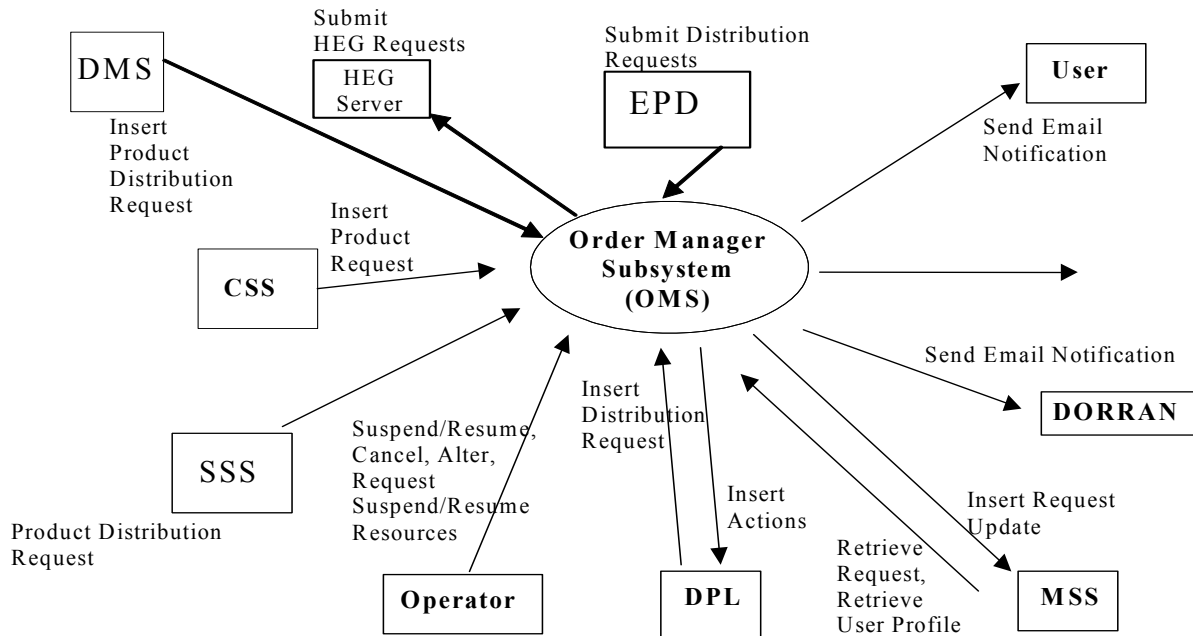 Submit
HEG Requests
Submit Distribution
Requests
DMS
HEG
Server
EPD
User
Insert
Product
Distribution
Request
Send Email
Notification
Insert
Product
Request
Order Manager
Subsystem
(OMS)
CSS
Send Email Notification
DORRAN
Insert
Distribution
Request
Suspend/Resume,
Cancel, Alter,
Request
Suspend/Resume
Resources
SSS
Product Distribution
Request
Insert
Actions
Insert Request
Update
Retrieve
Request,
Retrieve
User Profile
Operator
DPL
MSS